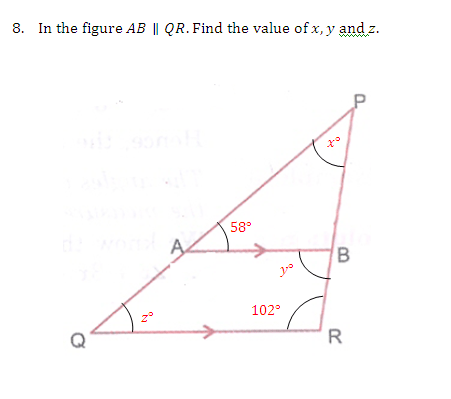 8. In the figure AB ∥ QR. Find the value of x, y and z.
P
x°
58°
A
B
y°
102°
z°
Q
R